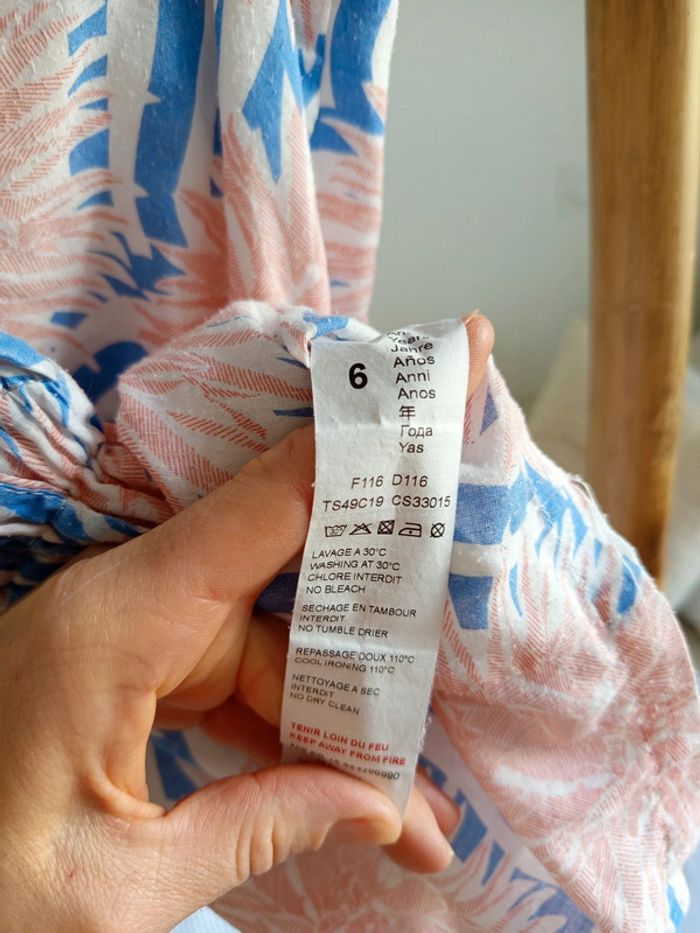 6
Years
Jahre
Años
Anni
Anos
年
Года
Yas
F116 D116
TS49C19 CS33015
LAVAGE A 30°C
WASHING AT 30°C
CHLORE INTERDIT
NO BLEACH
SECHAGE EN TAMBOUR
INTERDIT
NO TUMBLE DRIER
REPASSAGE DOUX 110°C
COOL IRONING 110°C
NETTOYAGE A SEC
INTERDIT
NO DRY CLEAN
TENIR LOIN DU FEU
KEEP AWAY FROM FIRE